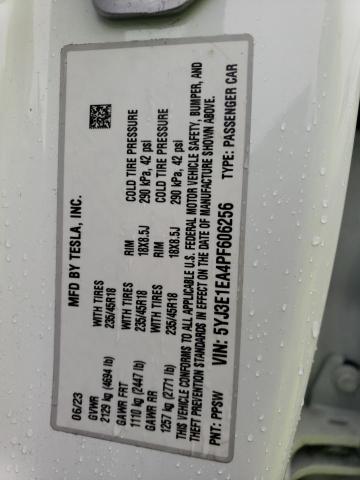 MFD BY TESLA, INC.
06/23
GVWR
2129 kg (4694 lb)
GAWR FRT WITH TIRES RIM COLD TIRE PRESSURE
1110 kg (2447 lb) 235/45R18 18X8.5J 290 kPa, 42 psi
GAWR RR WITH TIRES RIM COLD TIRE PRESSURE
1257 kg (2771 lb) 235/45R18 18X8.5J 290 kPa, 42 psi
THIS VEHICLE CONFORMS TO ALL APPLICABLE U.S. FEDERAL MOTOR VEHICLE SAFETY, BUMPER, AND
THEFT PREVENTION STANDARDS IN EFFECT ON THE DATE OF MANUFACTURE SHOWN ABOVE.
VIN: 5YJ3E1EA4PF606256 TYPE: PASSENGER CAR
PNT: PPSW